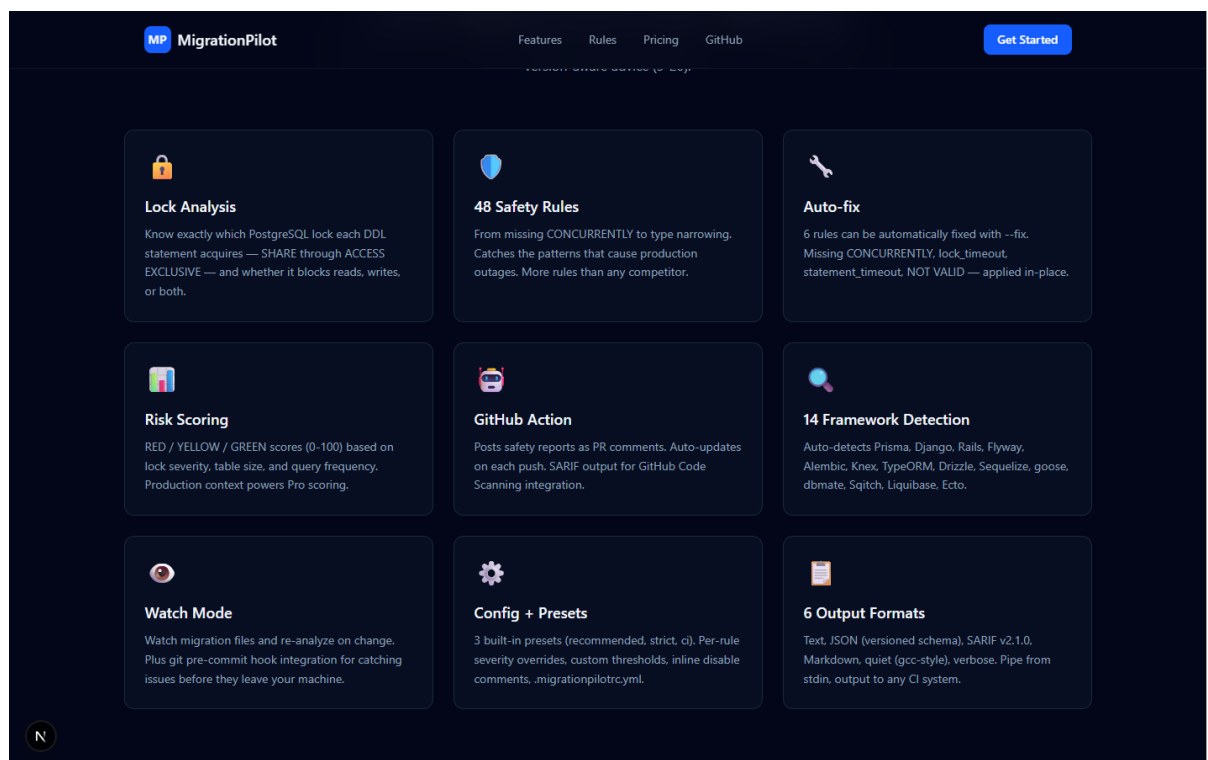 MP MigrationPilot
Features Rules Pricing GitHub
Get Started
Lock Analysis
Know exactly which PostgreSQL lock each DDL
statement acquires — SHARE through ACCESS
EXCLUSIVE — and whether it blocks reads, writes,
or both.
48 Safety Rules
From missing CONCURRENTLY to type narrowing.
Catches the patterns that cause production
outages. More rules than any competitor.
Auto-fix
6 rules can be automatically fixed with --fix.
Missing CONCURRENTLY, lock_timeout,
statement_timeout, NOT VALID — applied in-place.
Risk Scoring
RED / YELLOW / GREEN scores (0-100) based on
lock severity, table size, and query frequency.
Production context powers Pro scoring.
GitHub Action
Posts safety reports as PR comments. Auto-updates
on each push. SARIF output for GitHub Code
Scanning integration.
14 Framework Detection
Auto-detects Prisma, Django, Rails, Flyway,
Alembic, Knex, TypeORM, Drizzle, Sequelize, goose,
dbmate, Sqitch, Liquibase, Ecto.
Watch Mode
Watch migration files and re-analyze on change.
Plus git pre-commit hook integration for catching
issues before they leave your machine.
Config + Presets
3 built-in presets (recommended, strict, ci). Per-rule
severity overrides, custom thresholds, inline disable
comments, .migrationpilotrc.yml.
6 Output Formats
Text, JSON (versioned schema), SARIF v2.1.0,
Markdown, quiet (gcc-style), verbose. Pipe from
stdin, output to any CI system.
N